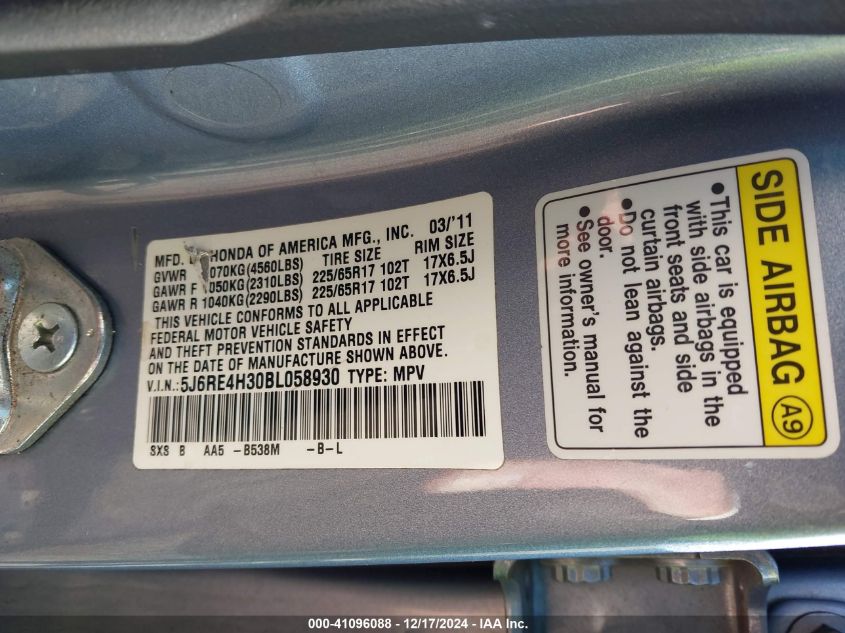 MFD. HONDA OF AMERICA MFG., INC. 03/'11
GVWR 070KG(4560LBS) TIRE SIZE RIM SIZE
GAWR F 050KG(2310LBS) 225/65R17 102T 17X6.5J
GAWR R 1040KG(2290LBS) 225/65R17 102T 17X6.5J
THIS VEHICLE CONFORMS TO ALL APPLICABLE
FEDERAL MOTOR VEHICLE SAFETY
AND THEFT PREVENTION STANDARDS IN EFFECT
ON THE DATE OF MANUFACTURE SHOWN ABOVE.
V.I.N.:5J6RE4H30BL058930 TYPE: MPV
SXS B AA5 -B538M -B-L
SIDE AIRBAG A9
•This car is equipped
with side airbags in the
front seats and side
curtain airbags.
•Do not lean against the
door.
•See owner's manual for
more information.
000-41096088 - 12/17/2024 - IAA Inc.